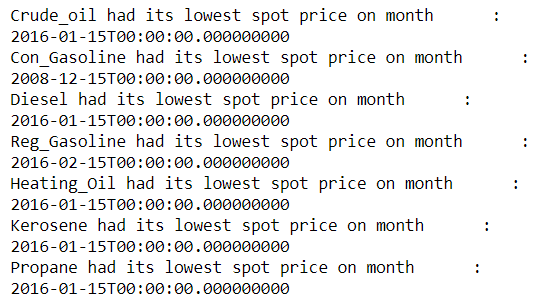 Crude_oil had its lowest spot price on month      :
2016-01-15T00:00:00.000000000
Con_Gasoline had its lowest spot price on month      :
2008-12-15T00:00:00.000000000
Diesel had its lowest spot price on month      :
2016-01-15T00:00:00.000000000
Reg_Gasoline had its lowest spot price on month      :
2016-02-15T00:00:00.000000000
Heating_Oil had its lowest spot price on month      :
2016-01-15T00:00:00.000000000
Kerosene had its lowest spot price on month      :
2016-01-15T00:00:00.000000000
Propane had its lowest spot price on month      :
2016-01-15T00:00:00.000000000